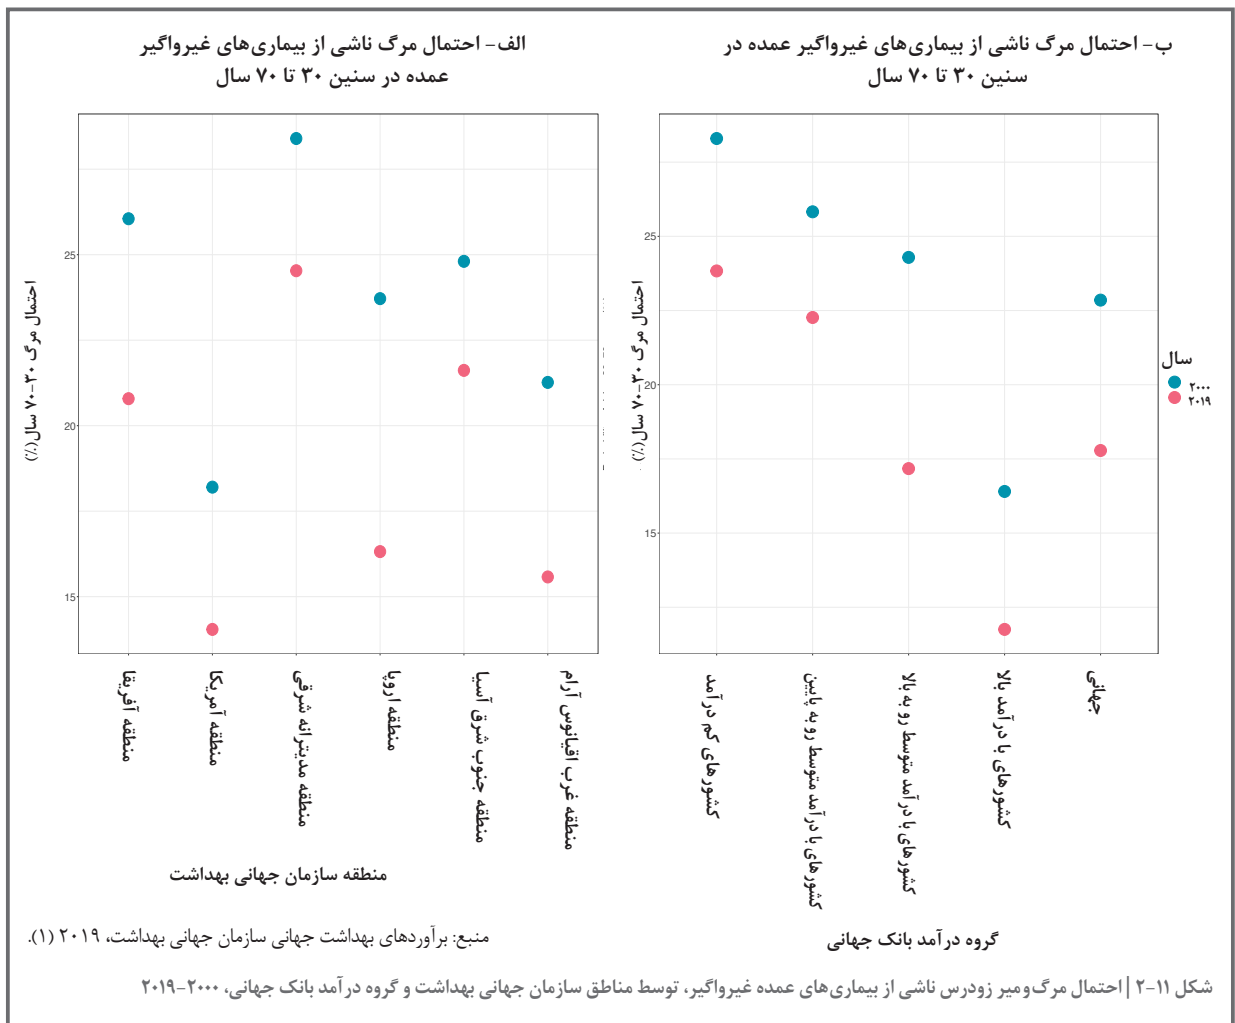 الف- احتمال مرگ ناشی از بیماری‌های غیرواگیر
عمده در سنین ۳۰ تا ۷۰ سال
احتمال مرگ ۳۰-۷۰ سال(٪)
25
20
15
منطقه آفریقا
منطقه آمریکا
منطقه مدیترانه شرقی
منطقه اروپا
منطقه جنوب شرق آسیا
منطقه غرب اقیانوس آرام
منطقه سازمان جهانی بهداشت
ب- احتمال مرگ ناشی از بیماری‌های غیرواگیر عمده در
سنین ۳۰ تا ۷۰ سال
احتمال مرگ ۳۰-۷۰ سال(٪)
25
20
15
کشورهای کم درآمد
کشورهای با درآمد متوسط رو به پایین
کشورهای با درآمد متوسط رو به بالا
کشورهای با درآمد بالا
جهانی
گروه درآمد بانک جهانی
سال
۲۰۰۰
۲۰۱۹
منبع: برآوردهای بهداشت جهانی سازمان جهانی بهداشت، ۲۰۱۹ (۱).
شکل ۱۱-۲ | احتمال مرگ‌ومیر زودرس ناشی از بیماری‌های عمده غیرواگیر، توسط مناطق سازمان جهانی بهداشت و گروه درآمد بانک جهانی، ۲۰۰۰-۲۰۱۹